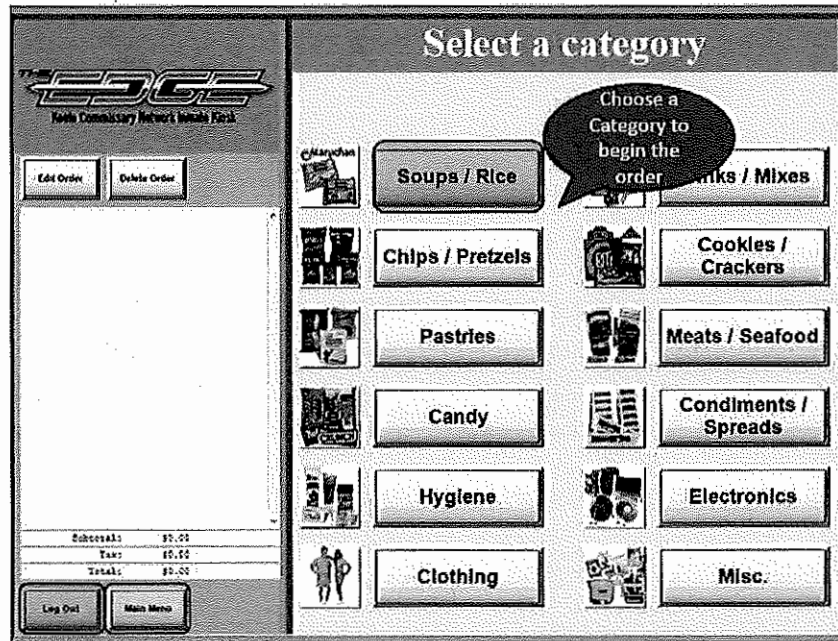 Select a category
THE EDGE
Keefe Commissary Network Inmate Kiosk
Edit Order
Delete Order
Choose a
Category to
begin the
order
Maruchan
Soups / Rice
nks / Mixes
Chips / Pretzels
Cookies /
Crackers
Pastries
Meats / Seafood
Candy
Condiments /
Spreads
Hygiene
Electronics
Clothing
Misc.
Subtotal: $0.00
Tax: $0.00
Total: $0.00
Log Out
Main Menu